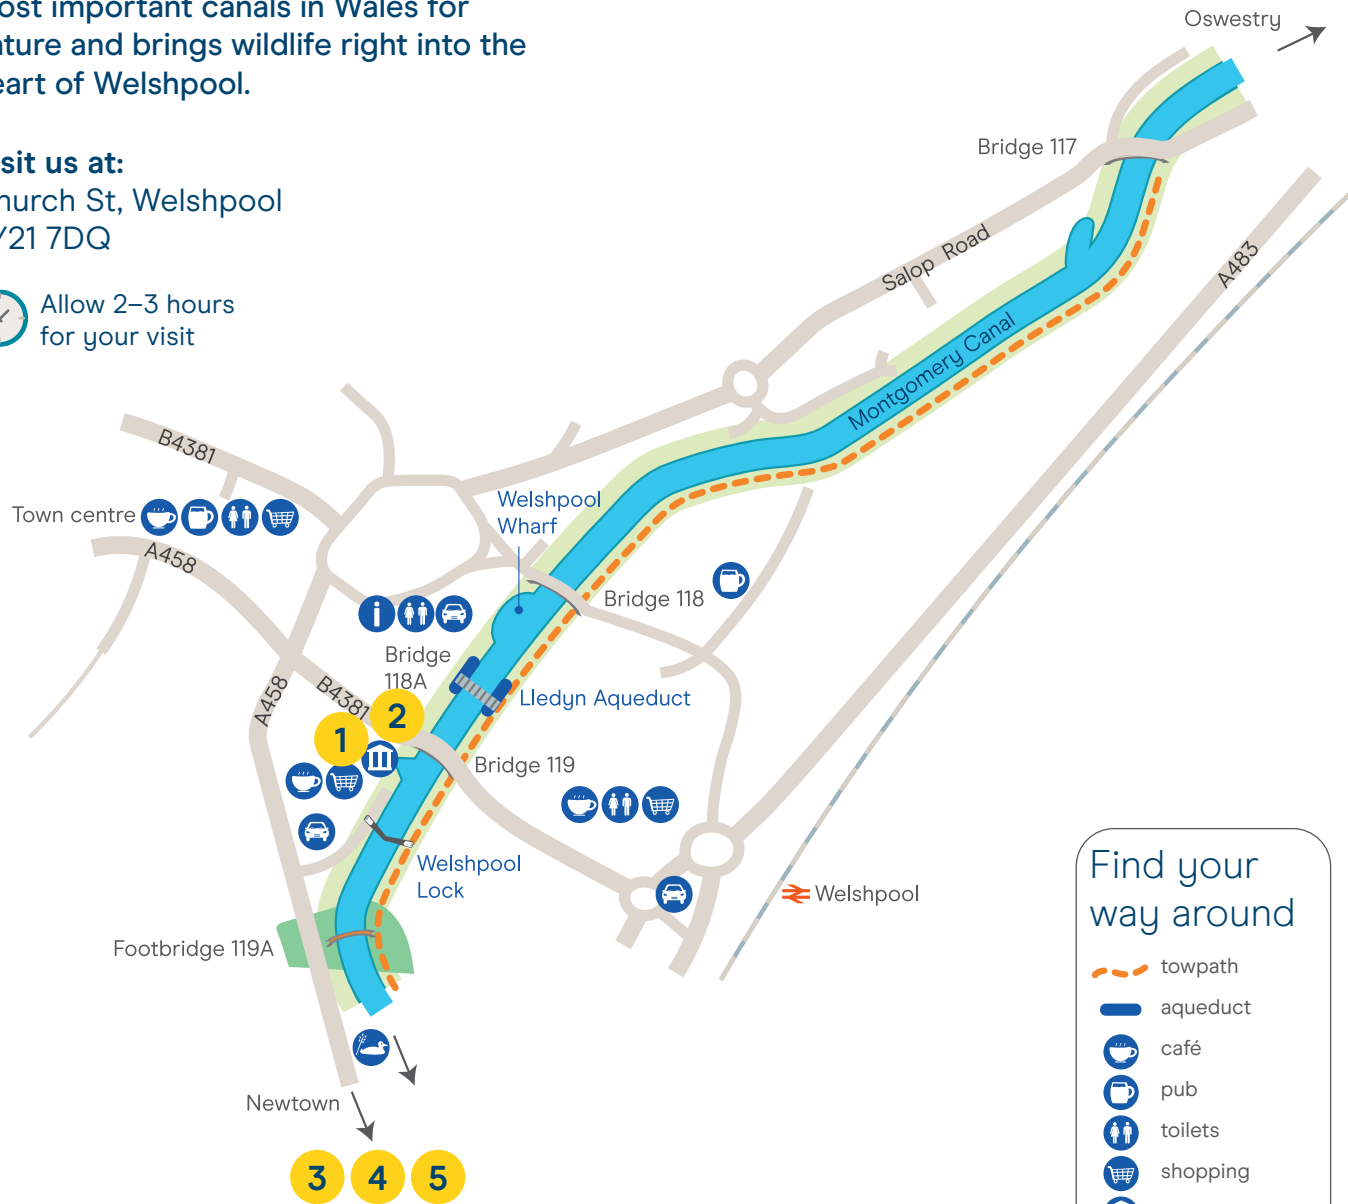 ost important canals in Wales for
ature and brings wildlife right into the
eart of Welshpool.
sit us at:
hurch St, Welshpool
Y21 7DQ
Allow 2–3 hours
for your visit
Oswestry
Bridge 117
Salop Road
A483
Montgomery Canal
B4381
Town centre
A458
Welshpool
Wharf
Bridge 118
Bridge
118A
Lledyn Aqueduct
A458
B4381
2
1
Bridge 119
Welshpool
Lock
Welshpool
Footbridge 119A
Newtown
3 4 5
Find your
way around
towpath
aqueduct
café
pub
toilets
shopping